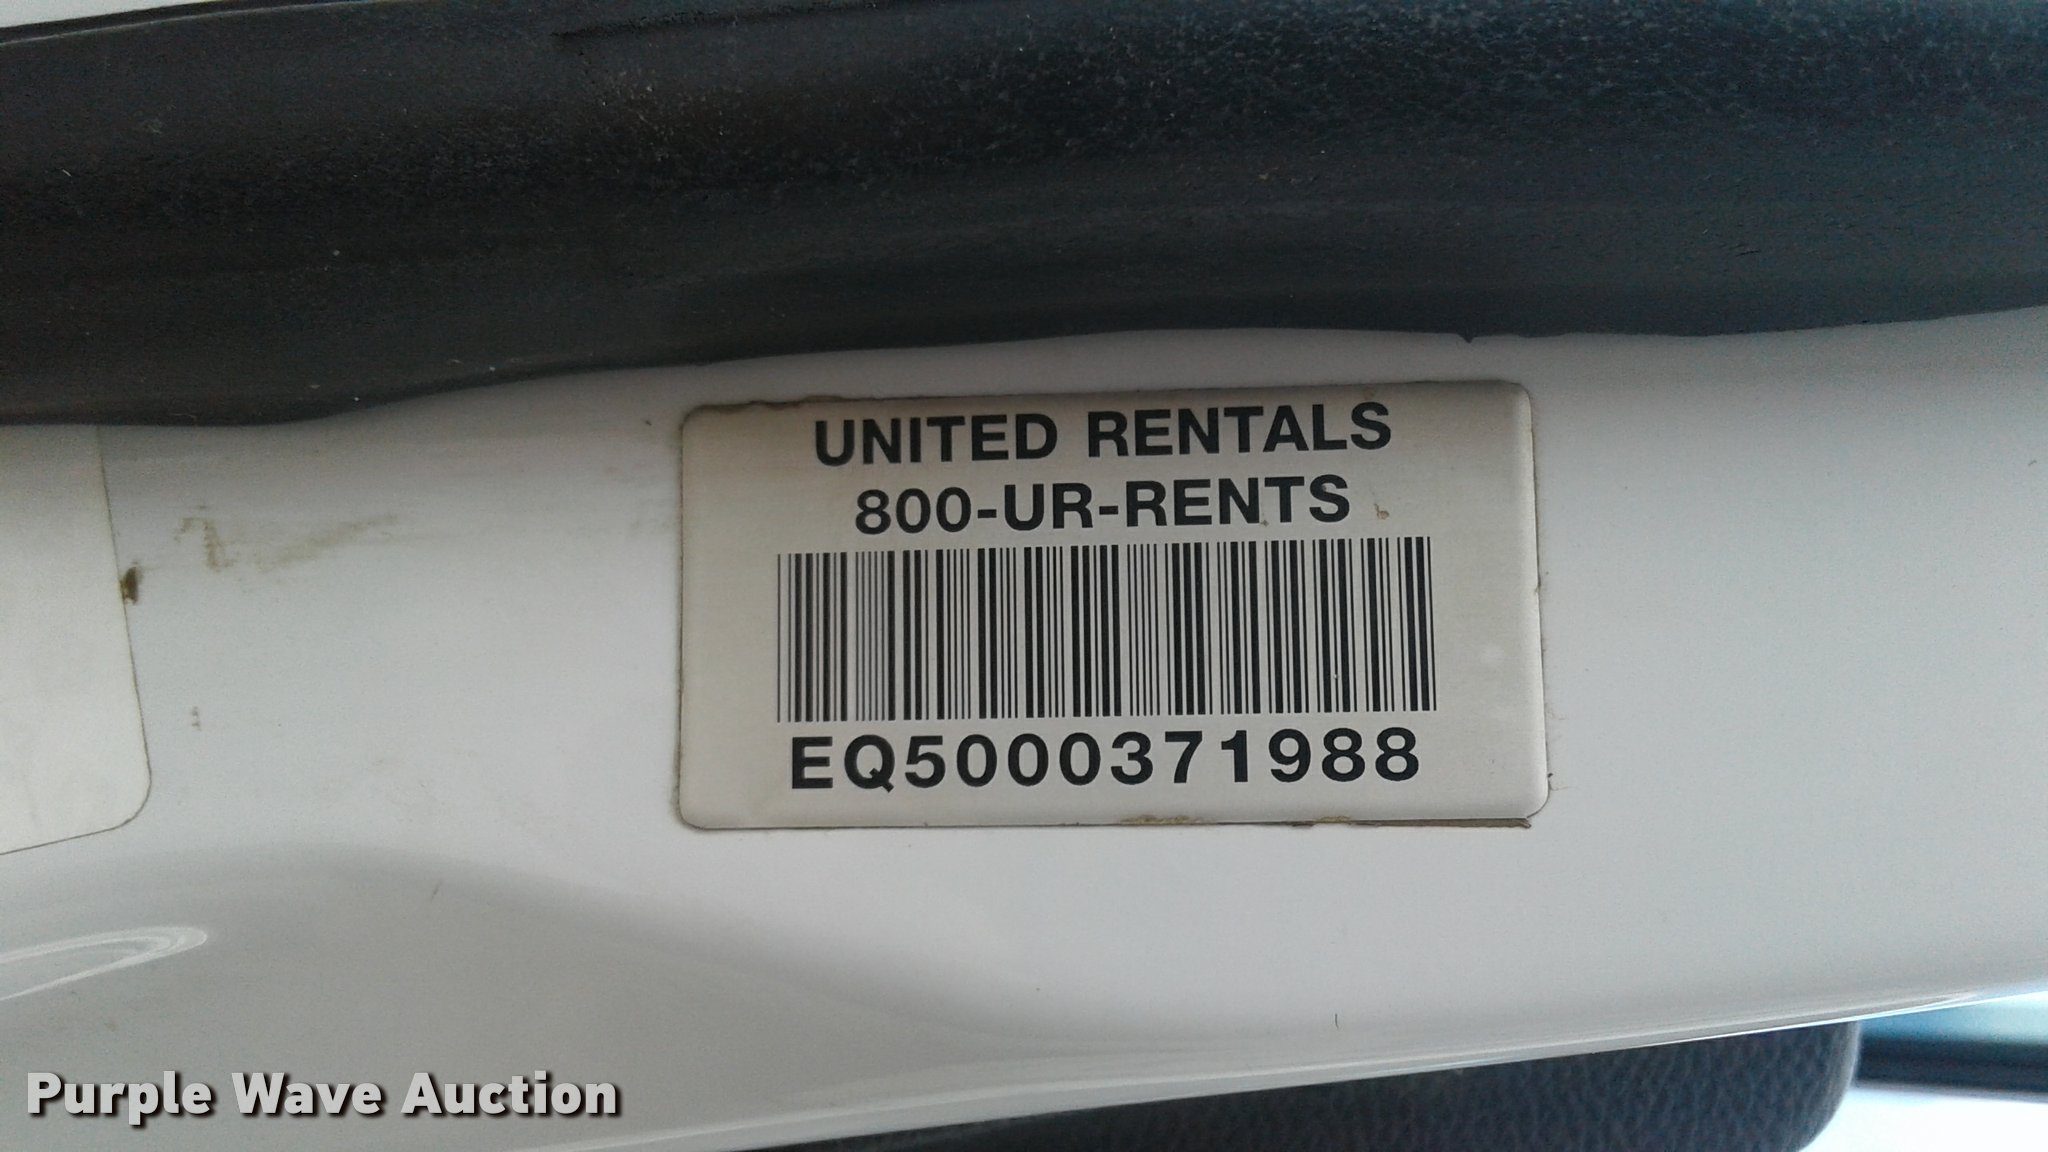 UNITED RENTALS
800-UR-RENTS
EQ5000371988
Purple Wave Auction